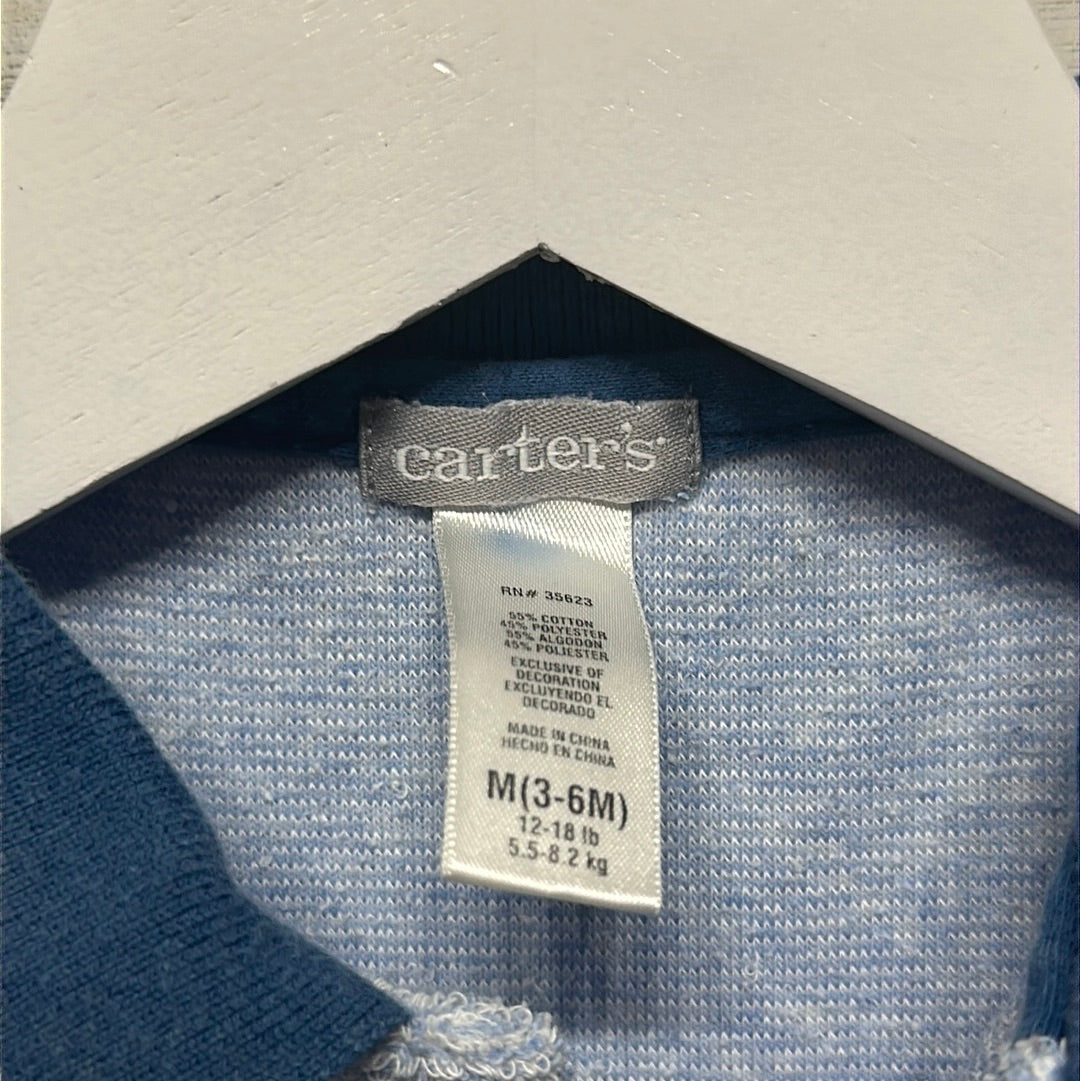 carter's
RN# 35623
55% COTTON
45% POLYESTER
55% ALGODON
45% POLIESTER
EXCLUSIVE OF
DECORATION
EXCLUYENDO EL
DECORADO
MADE IN CHINA
HECHO EN CHINA
M(3-6M)
12-18 lb
5.5-8.2 kg